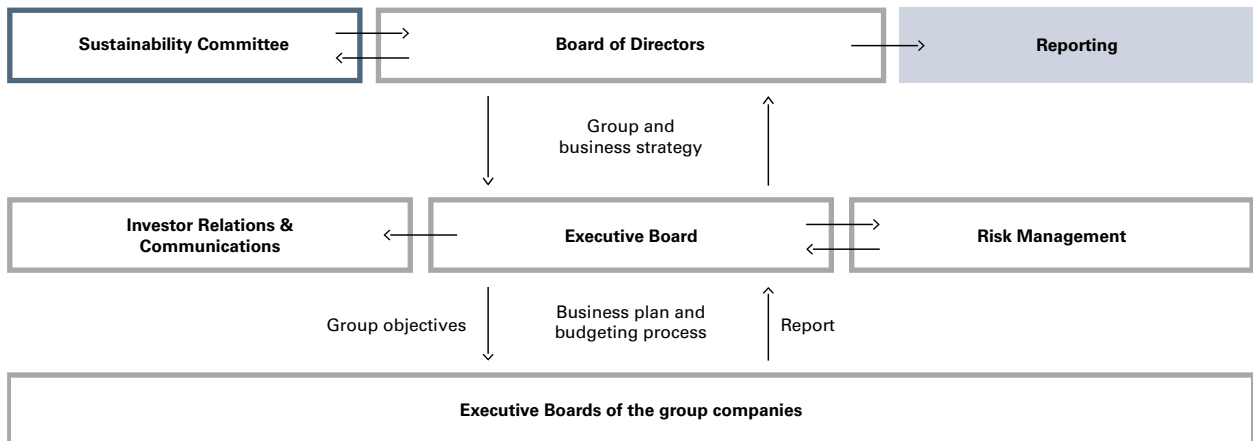 Sustainability Committee
Board of Directors
Reporting
Group and
business strategy
Investor Relations &
Communications
Executive Board
Risk Management
Group objectives
Business plan and
budgeting process
Report
Executive Boards of the group companies